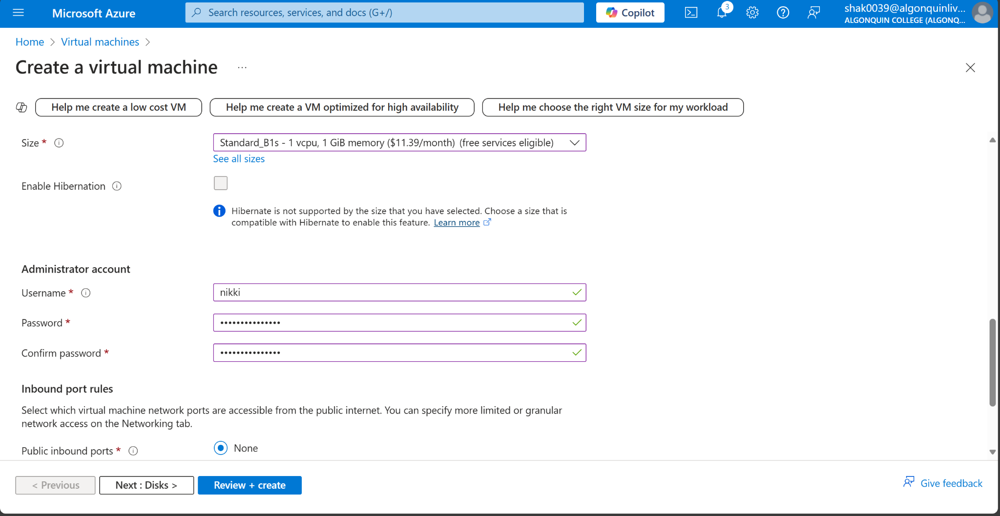 Microsoft Azure
Search resources, services, and docs (G+/)
Copilot
3
shak0039@algonquinliv...
ALGONQUIN COLLEGE (ALGONQ...
Home > Virtual machines >
Create a virtual machine ...
Help me create a low cost VM
Help me create a VM optimized for high availability
Help me choose the right VM size for my workload
Size *
Standard_B1s - 1 vcpu, 1 GiB memory ($11.39/month) (free services eligible)
See all sizes
Enable Hibernation
Hibernate is not supported by the size that you have selected. Choose a size that is
compatible with Hibernate to enable this feature. Learn more
Administrator account
Username *
nikki
Password *
•••••••••••••••
Confirm password *
•••••••••••••••
Inbound port rules
Select which virtual machine network ports are accessible from the public internet. You can specify more limited or granular
network access on the Networking tab.
Public inbound ports *
None
< Previous
Next : Disks >
Review + create
Give feedback